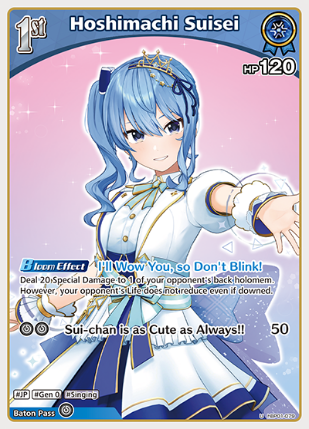 1st
Hoshimachi Suisei
HP120
Bloom Effect I'll Wow You, so Don't Blink!
Deal 20 Special Damage to 1 of your opponent's back holomem.
However, your opponent's Life does not reduce even if downed.
Sui-chan is as Cute as Always!! 50
#JP #Gen 0 #Singing
Baton Pass
U